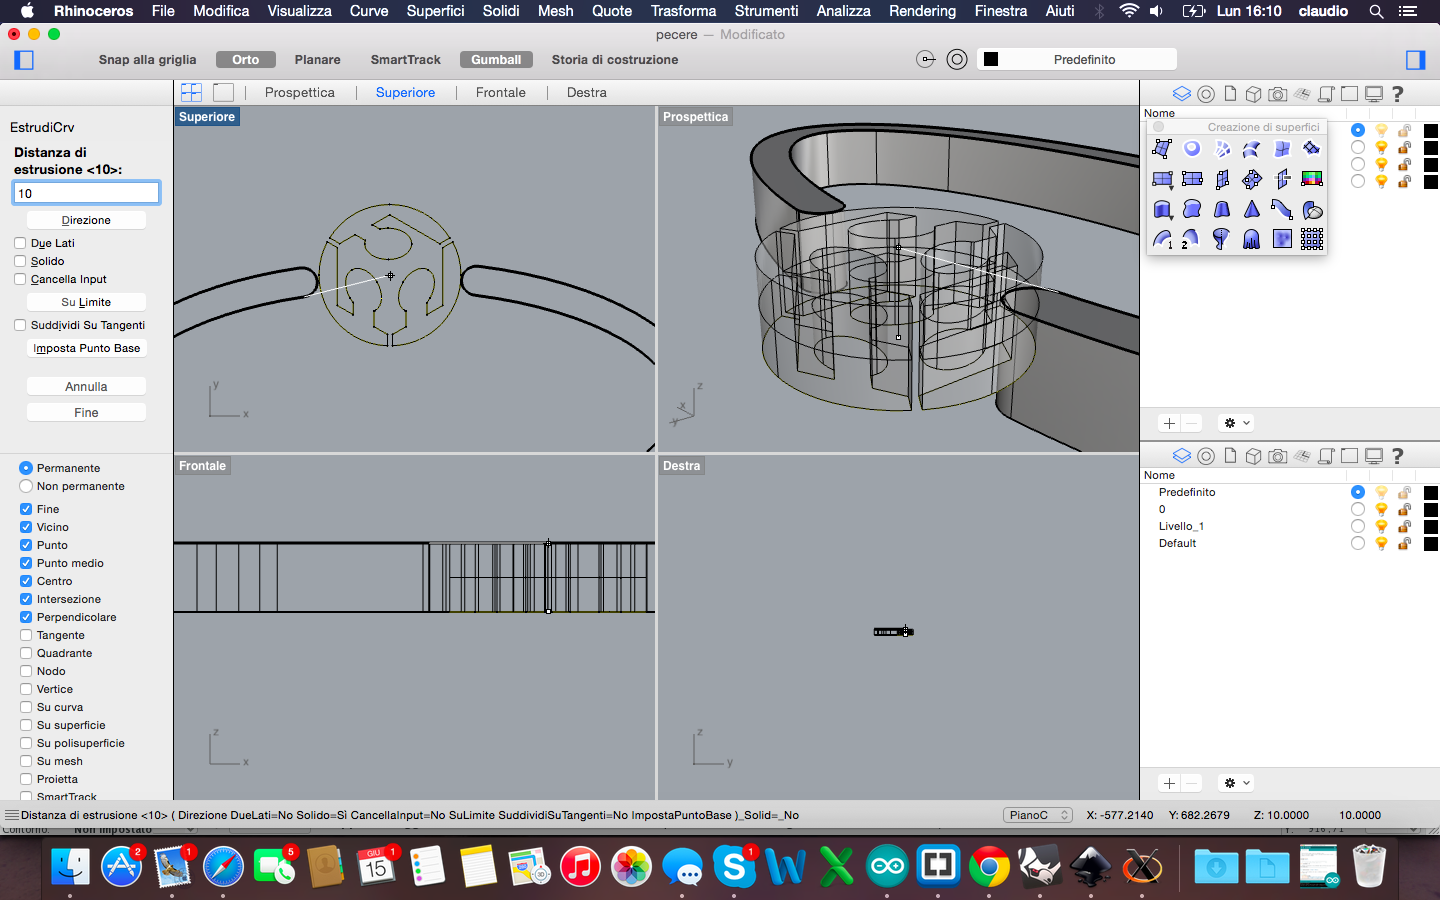 Rhinoceros File Modifica Visualizza Curve Superfici Solidi Mesh Quote Trasforma Strumenti Analizza Rendering Finestra Aiuti Lun 16:10 claudio
pecere — Modificato
Snap alla griglia Orto Planare SmartTrack Gumball Storia di costruzione Predefinito
Prospettica Superiore Frontale Destra
EstrudiCrv
Distanza di
estrusione <10>:
10
Direzione
Due Lati
Solido
Cancella Input
Su Limite
Suddividi Su Tangenti
Imposta Punto Base
Annulla
Fine
Permanente
Non permanente
Fine
Vicino
Punto
Punto medio
Centro
Intersezione
Perpendicolare
Tangente
Quadrante
Nodo
Vertice
Su curva
Su superficie
Su polisuperficie
Su mesh
Proietta
SmartTrack
Superiore
y
x
Prospettica
z
x
y
Frontale
z
x
Destra
z
y
Nome
Creazione di superfici
1 2
Nome
Predefinito
0
Livello_1
Default
Distanza di estrusione <10> ( Direzione DueLati=No Solido=Sì CancellaInput=No SuLimite SuddividiSuTangenti=No ImpostaPuntoBase )_Solid=_No
PianoC X: -577.2140 Y: 682.2679 Z: 10.0000 10.0000
2 1 5 GIU 15 1 1